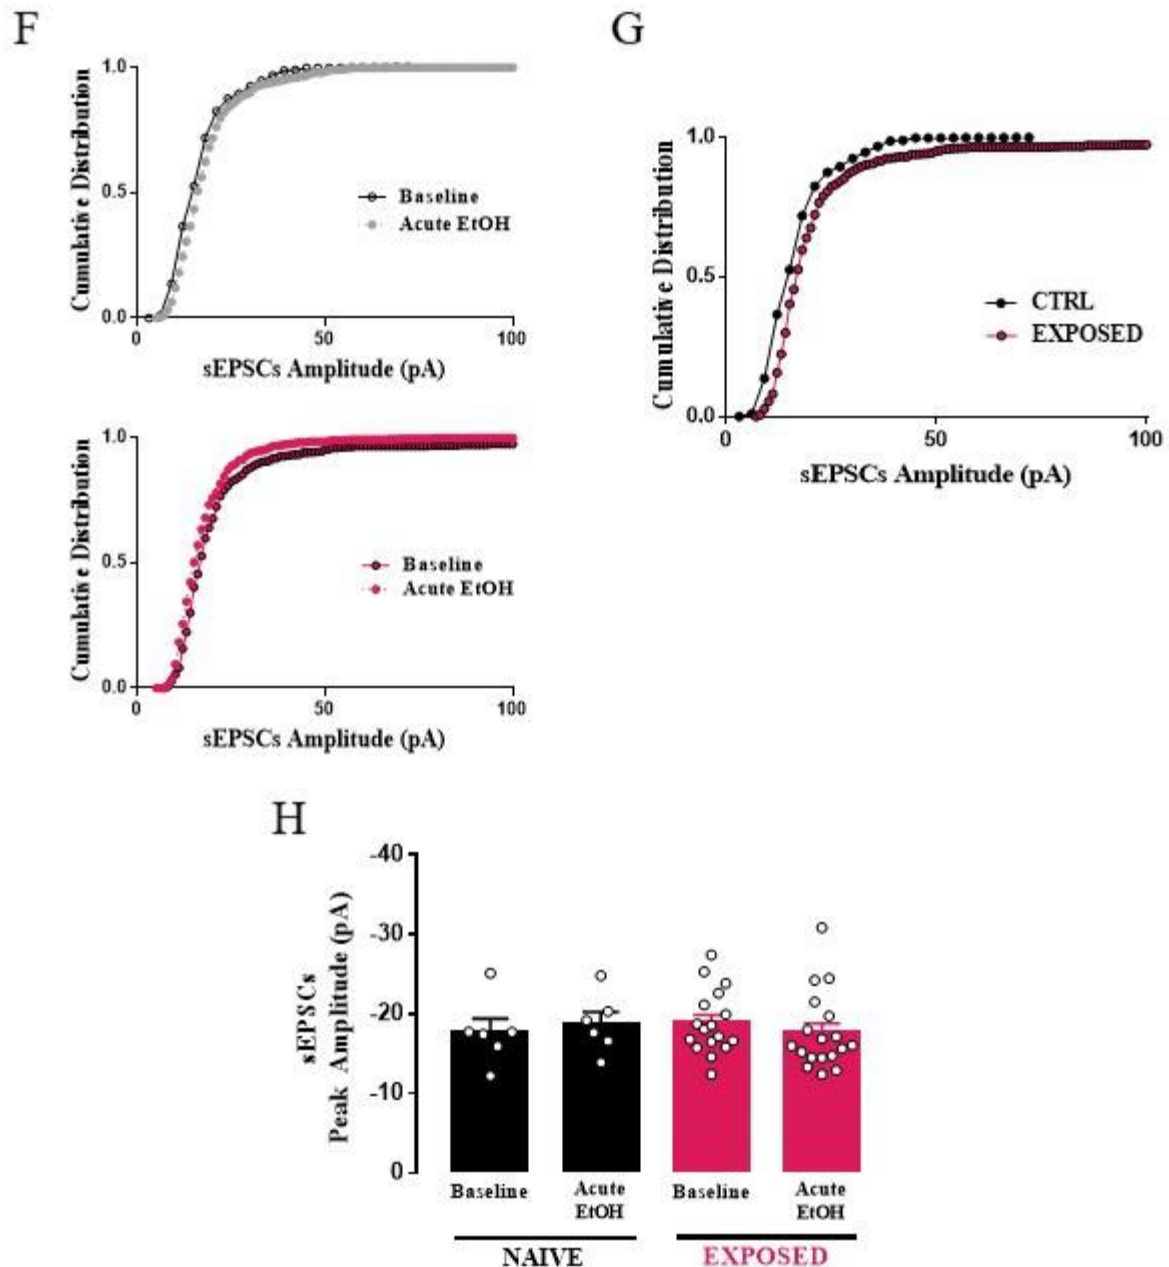 F
G
Cumulative Distribution
1.0
0.5
0.0
0
50
100
sEPSCs Amplitude (pA)
Baseline
Acute EtOH
Cumulative Distribution
1.0
0.5
0.0
0
50
100
sEPSCs Amplitude (pA)
CTRL
EXPOSED
Cumulative Distribution
1.0
0.5
0.0
0
50
100
sEPSCs Amplitude (pA)
Baseline
Acute EtOH
H
sEPSCs
Peak Amplitude (pA)
-40
-30
-20
-10
0
Baseline
Acute
EtOH
Baseline
Acute
EtOH
NAIVE
EXPOSED